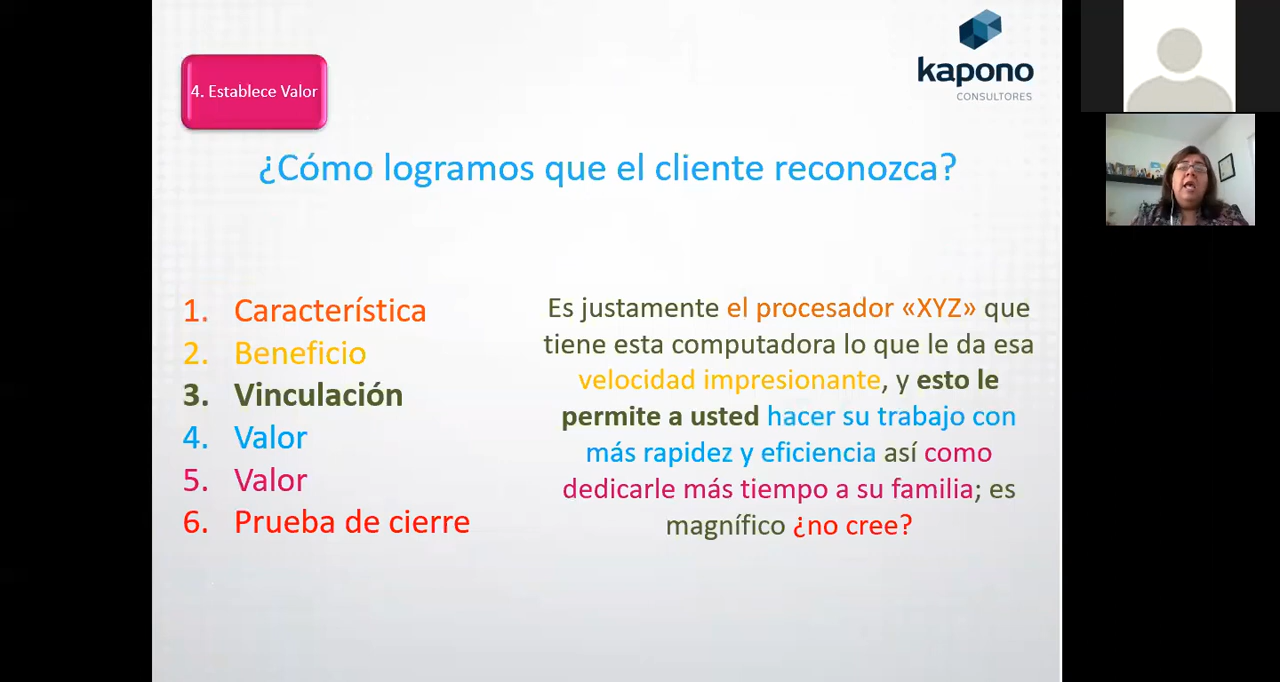 4. Establece Valor
kapono
CONSULTORES
¿Cómo logramos que el cliente reconozca?
1. Característica
2. Beneficio
3. Vinculación
4. Valor
5. Valor
6. Prueba de cierre
Es justamente el procesador «XYZ» que
tiene esta computadora lo que le da esa
velocidad impresionante, y esto le
permite a usted hacer su trabajo con
más rapidez y eficiencia así como
dedicarle más tiempo a su familia; es
magnífico ¿no cree?